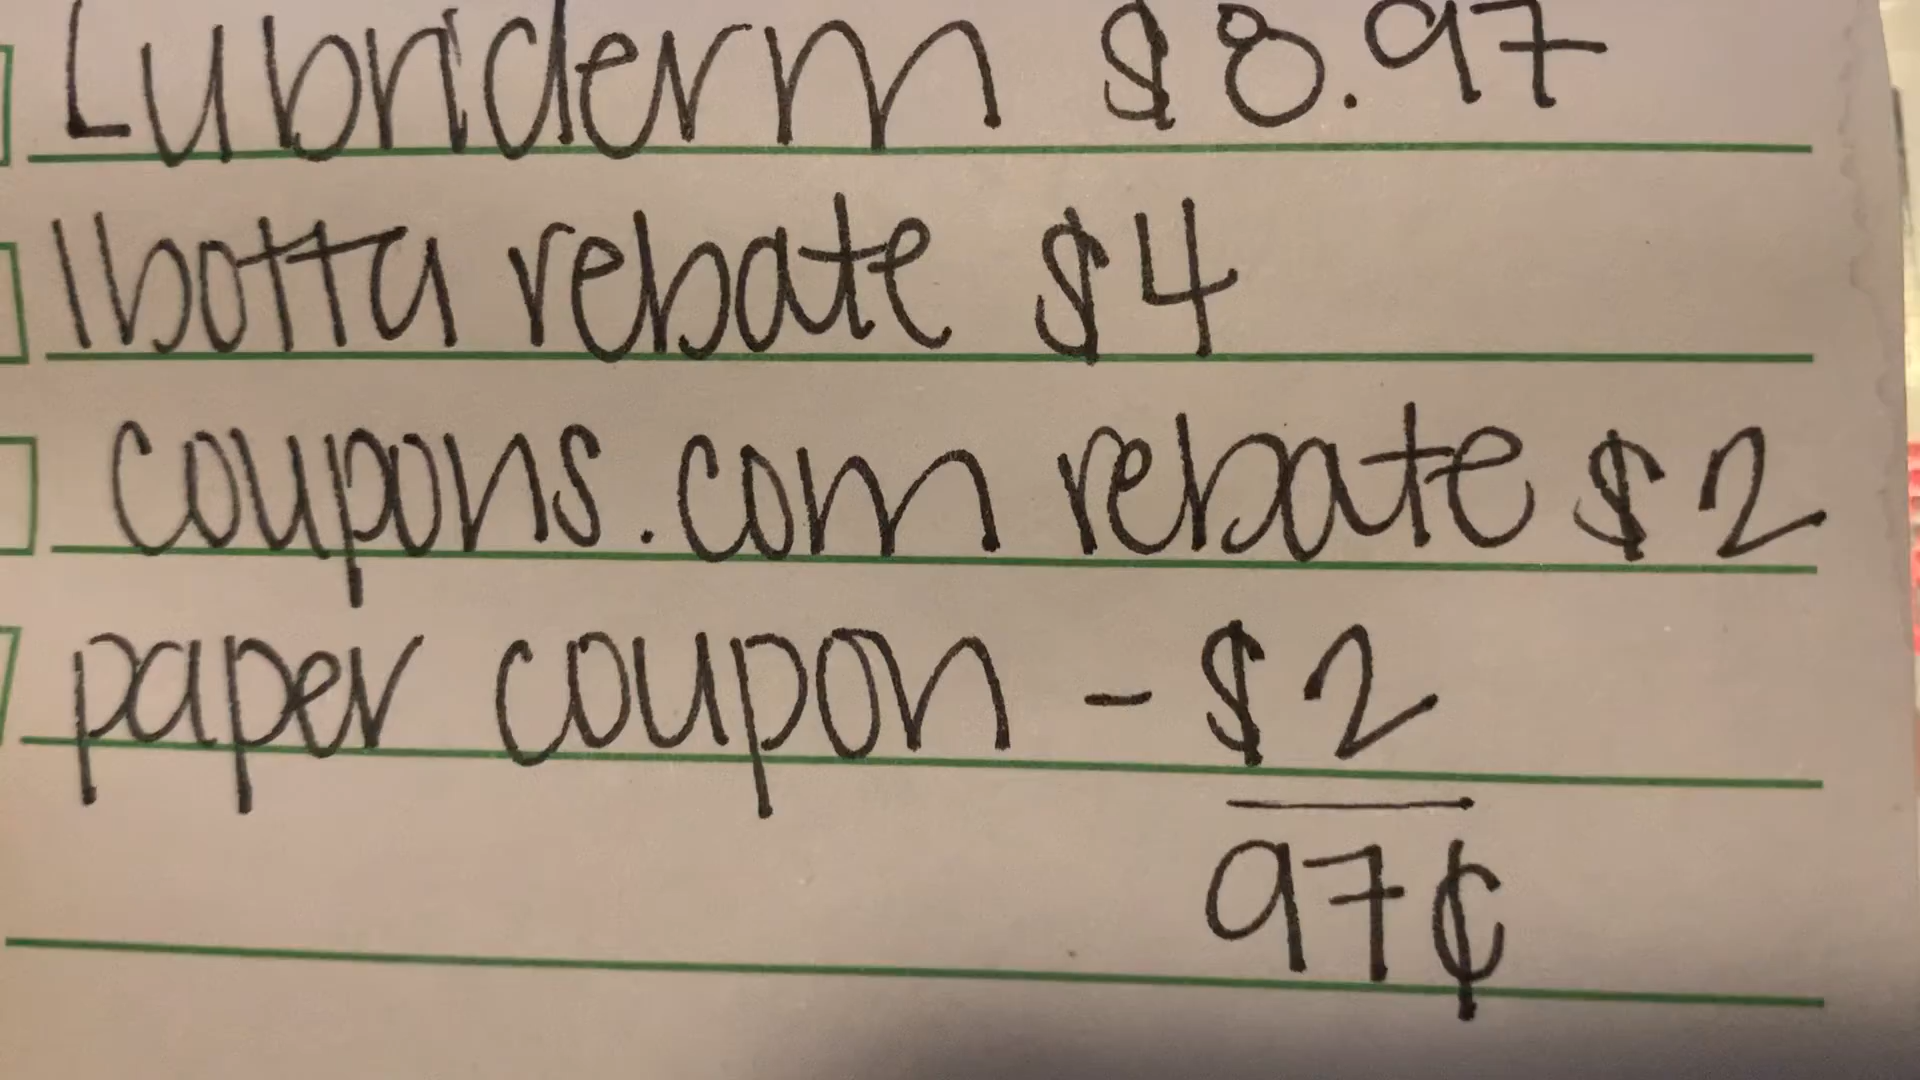 Lubriderm $8.97
Ibotta rebate $4
coupons.com rebate $2
paper coupon - $2
97¢